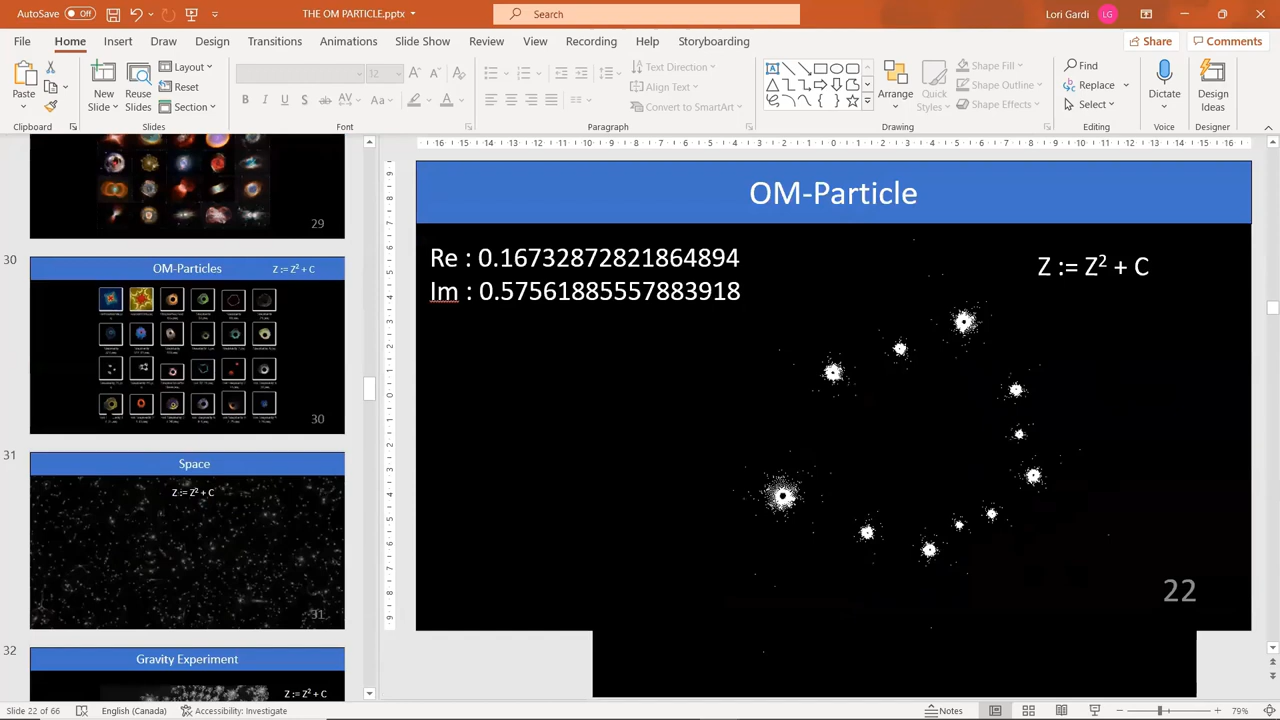 AutoSave Off
THE OM PARTICLE.pptx
Search
Lori Gardi LG
File Home Insert Draw Design Transitions Animations Slide Show Review View Recording Help Storyboarding
Share Comments
Paste
Clipboard
New
Slide
Reuse
Slides
Layout
Reset
Section
Slides
12
Font
Text Direction
Align Text
Convert to SmartArt
Paragraph
Arrange
Quick
Styles
Shape Fill
Shape Outline
Shape Effects
Drawing
Find
Replace
Select
Editing
Dictate
Voice
Design
Ideas
Designer
29
30
OM-Particles Z := Z² + C
30
31
Space
Z := Z² + C
31
32
Gravity Experiment
Z := Z² + C
OM-Particle
Re : 0.16732872821864894
Im : 0.57561885557883918
Z := Z² + C
22
Slide 22 of 66 English (Canada) Accessibility: Investigate Notes 79%